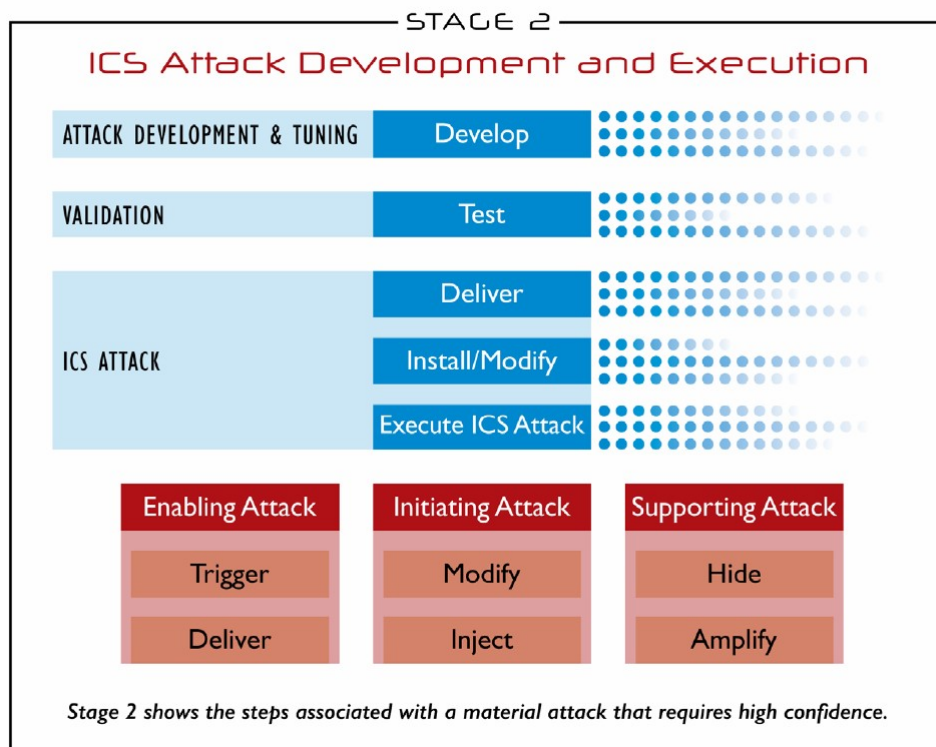 STAGE 2
ICS Attack Development and Execution
ATTACK DEVELOPMENT & TUNING
Develop
VALIDATION
Test
ICS ATTACK
Deliver
Install/Modify
Execute ICS Attack
Enabling Attack
Trigger
Deliver
Initiating Attack
Modify
Inject
Supporting Attack
Hide
Amplify
Stage 2 shows the steps associated with a material attack that requires high confidence.